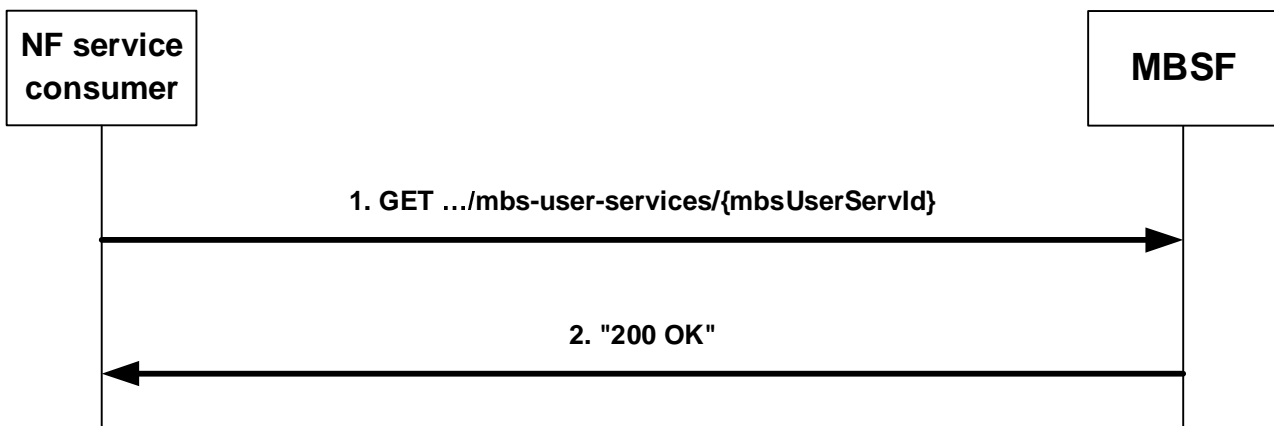 NF service
consumer
MBSF
1. GET …/mbs-user-services/{mbsUserServId}
2. "200 OK"